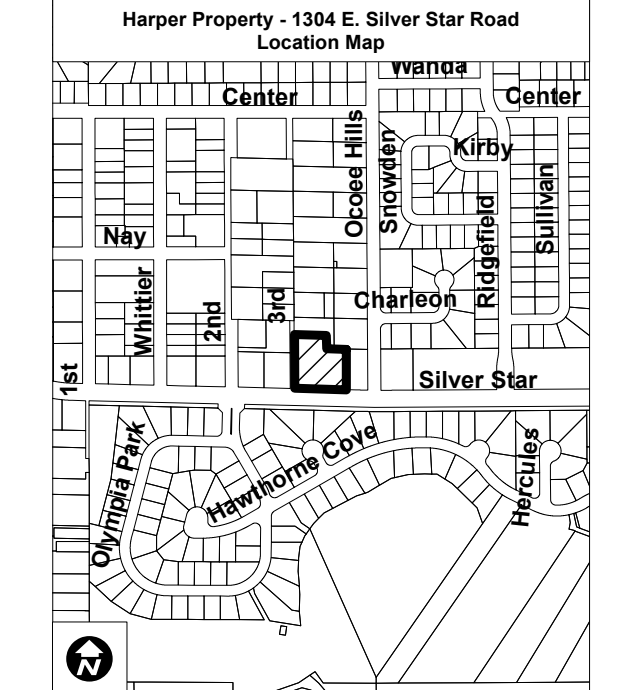 Harper Property - 1304 E. Silver Star Road
Location Map
Wanda
Center
Center
Ocoee Hills
Snowden
Kirby
Sullivan
Nay
Ridgefield
Whittier
2nd
3rd
Charleon
1st
Silver Star
Olympia Park
Hawthorne Cove
Hercules
N